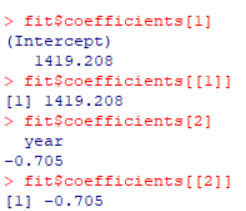 > fit$coefficients[1]
(Intercept)
1419.208
> fit$coefficients[[1]]
[1] 1419.208
> fit$coefficients[2]
year
-0.705
> fit$coefficients[[2]]
[1] -0.705